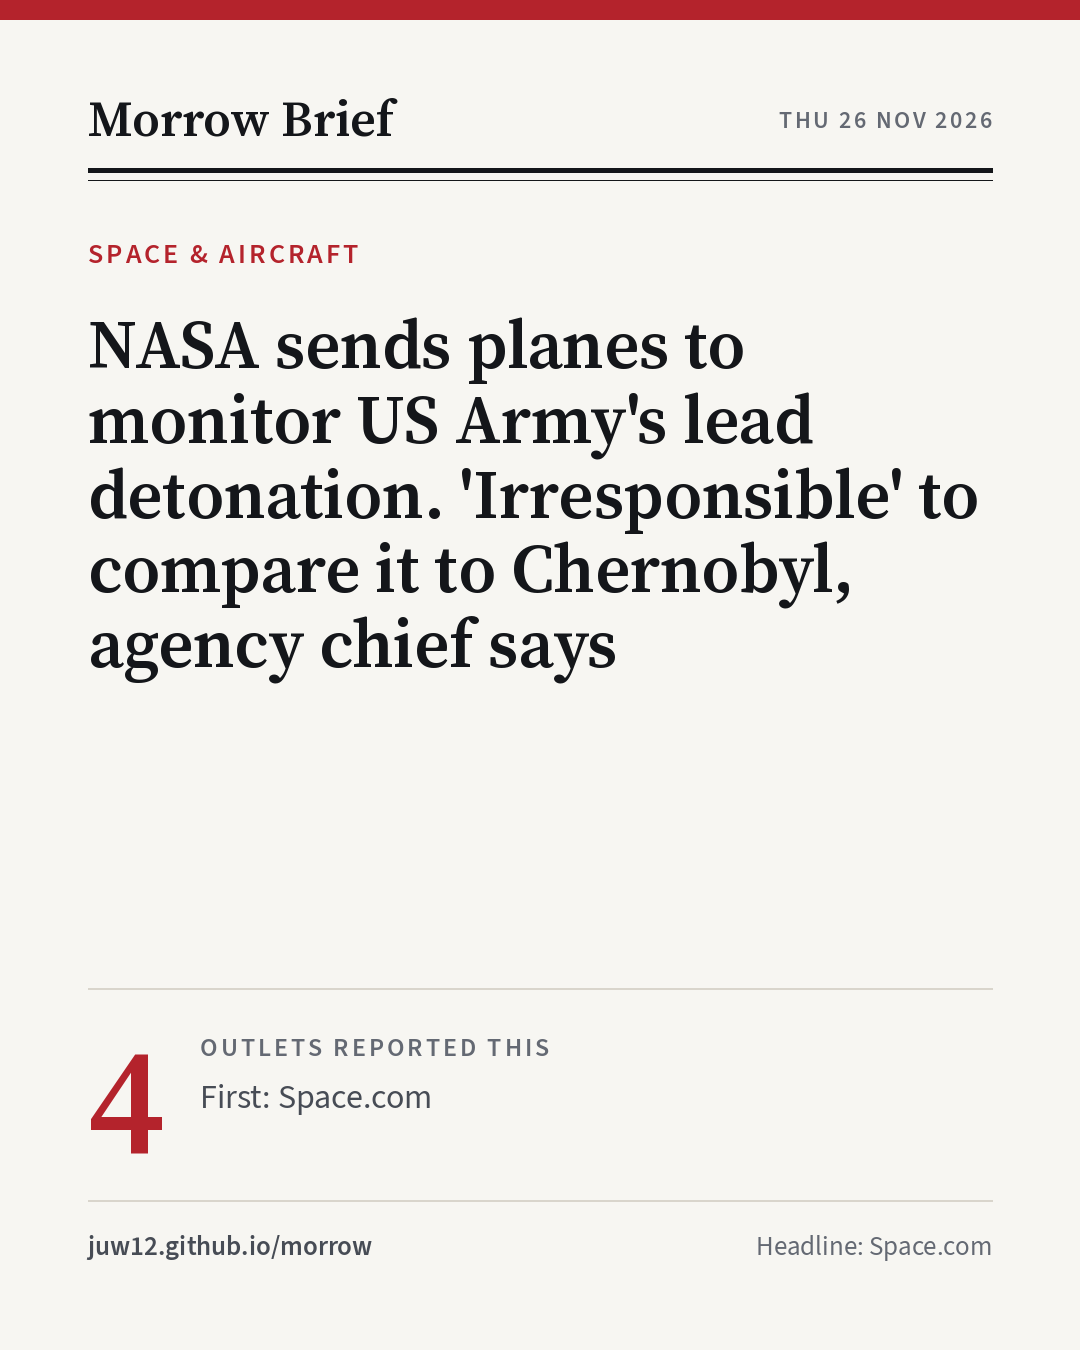 Morrow Brief
THU 26 NOV 2026
SPACE & AIRCRAFT
NASA sends planes to
monitor US Army's lead
detonation. 'Irresponsible' to
compare it to Chernobyl,
agency chief says
4
OUTLETS REPORTED THIS
First: Space.com
juw12.github.io/morrow
Headline: Space.com